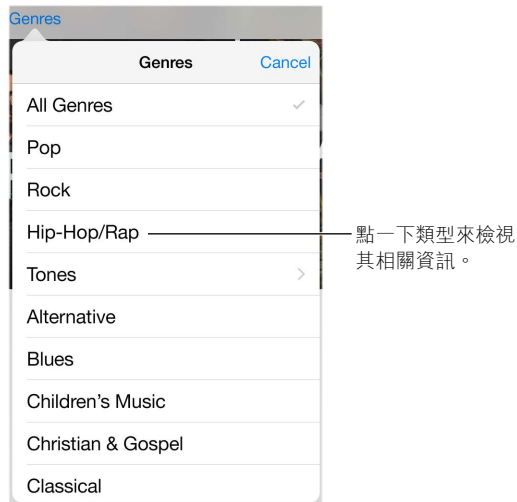 Genres
Genres Cancel
All Genres
Pop
Rock
Hip-Hop/Rap
點一下類型來檢視
其相關資訊。
Tones
Alternative
Blues
Children's Music
Christian & Gospel
Classical